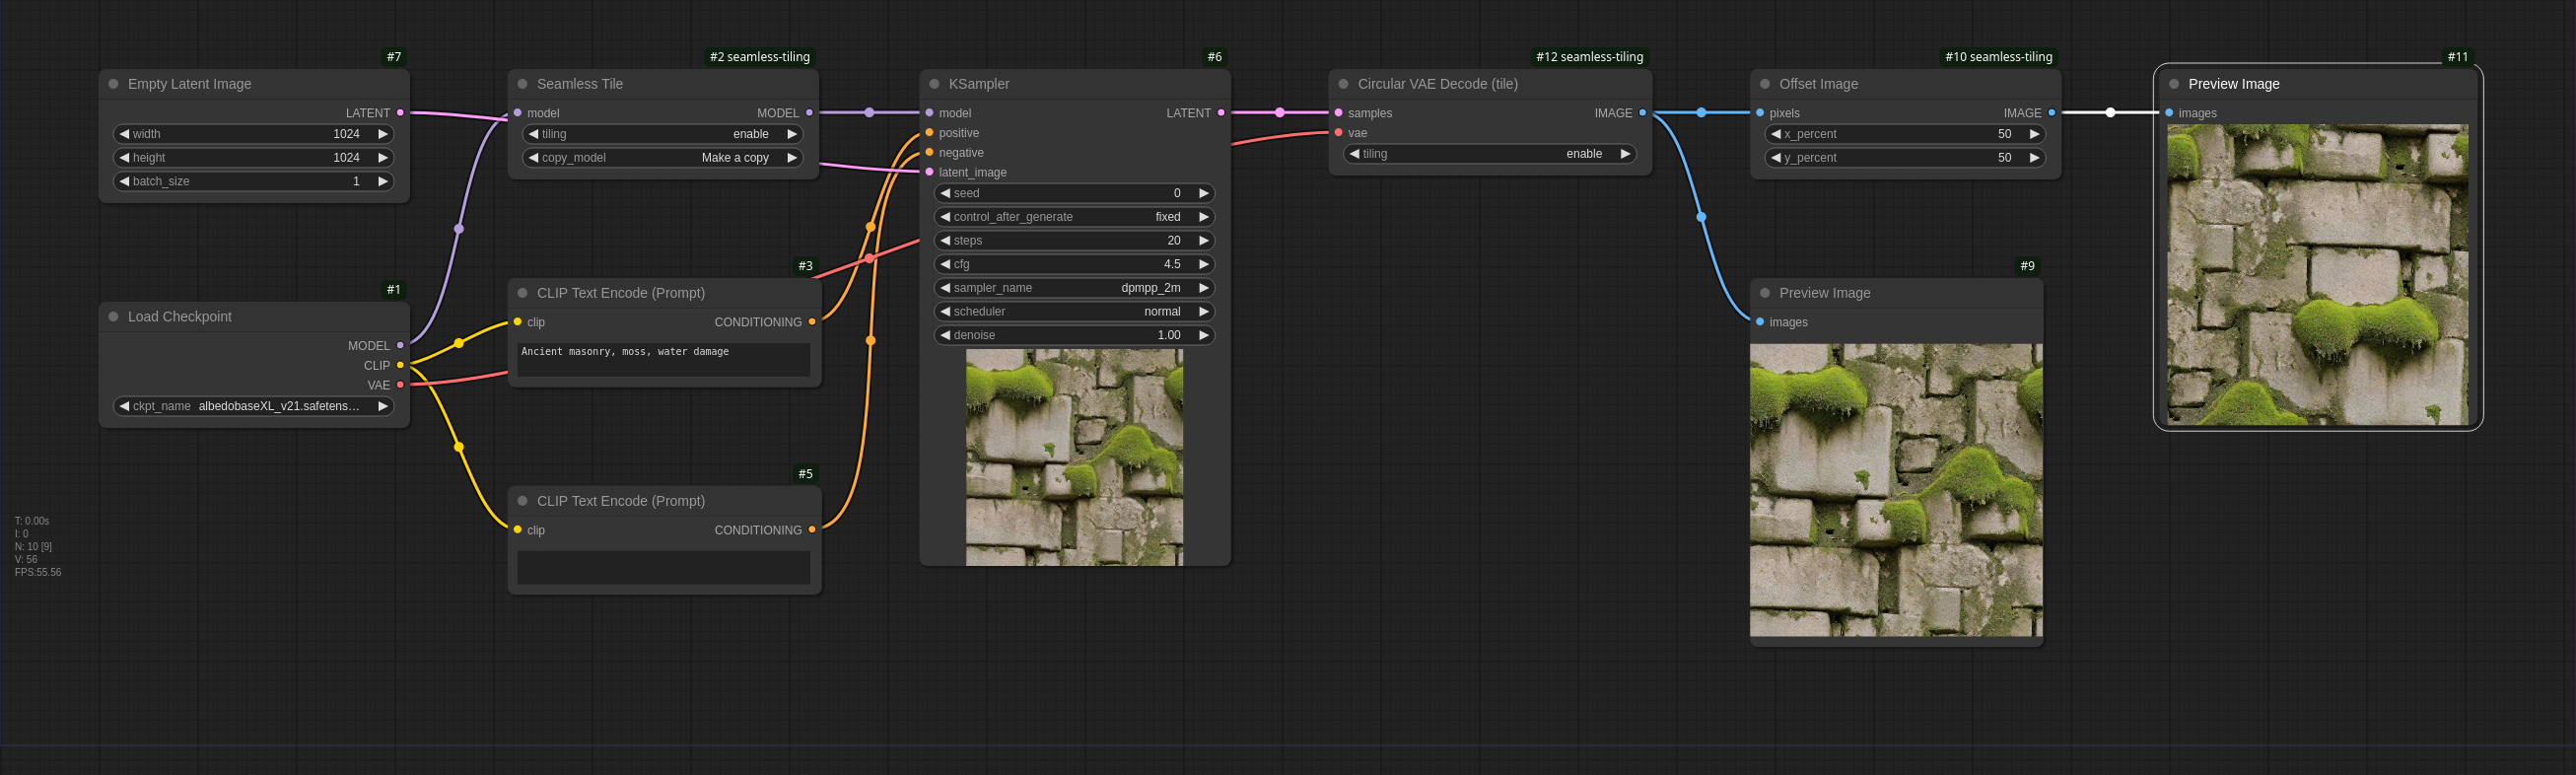 #7
Empty Latent Image
LATENT
width 1024
height 1024
batch_size 1
#1
Load Checkpoint
MODEL
CLIP
VAE
ckpt_name albedobaseXL_v21.safetens…
#2 seamless-tiling
Seamless Tile
model MODEL
tiling enable
copy_model Make a copy
#3
CLIP Text Encode (Prompt)
clip CONDITIONING
Ancient masonry, moss, water damage
#5
CLIP Text Encode (Prompt)
clip CONDITIONING
#6
KSampler
model LATENT
positive
negative
latent_image
seed 0
control_after_generate fixed
steps 20
cfg 4.5
sampler_name dpmpp_2m
scheduler normal
denoise 1.00
#12 seamless-tiling
Circular VAE Decode (tile)
samples IMAGE
vae
tiling enable
#10 seamless-tiling
Offset Image
pixels IMAGE
x_percent 50
y_percent 50
#9
Preview Image
images
#11
Preview Image
images
T: 0.00s
I: 0
N: 10 [9]
V: 56
FPS:55.56